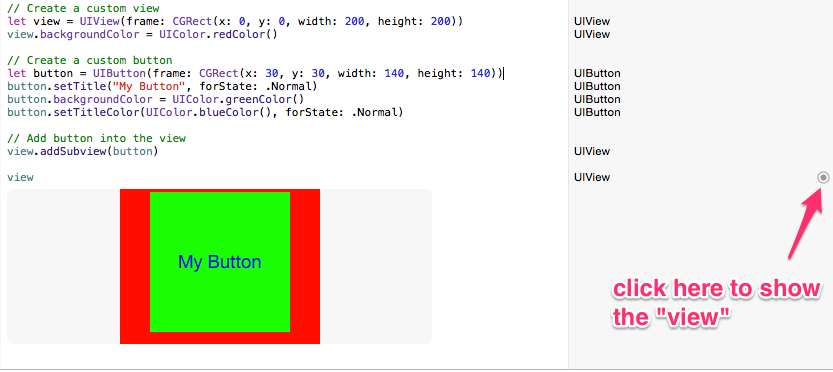 // Create a custom view
let view = UIView(frame: CGRect(x: 0, y: 0, width: 200, height: 200)) UIView
view.backgroundColor = UIColor.redColor() UIView
// Create a custom button
let button = UIButton(frame: CGRect(x: 30, y: 30, width: 140, height: 140)) UIButton
button.setTitle("My Button", forState: .Normal) UIButton
button.backgroundColor = UIColor.greenColor() UIButton
button.setTitleColor(UIColor.blueColor(), forState: .Normal) UIButton
// Add button into the view
view.addSubview(button) UIView
view UIView
My Button
click here to show
the "view"